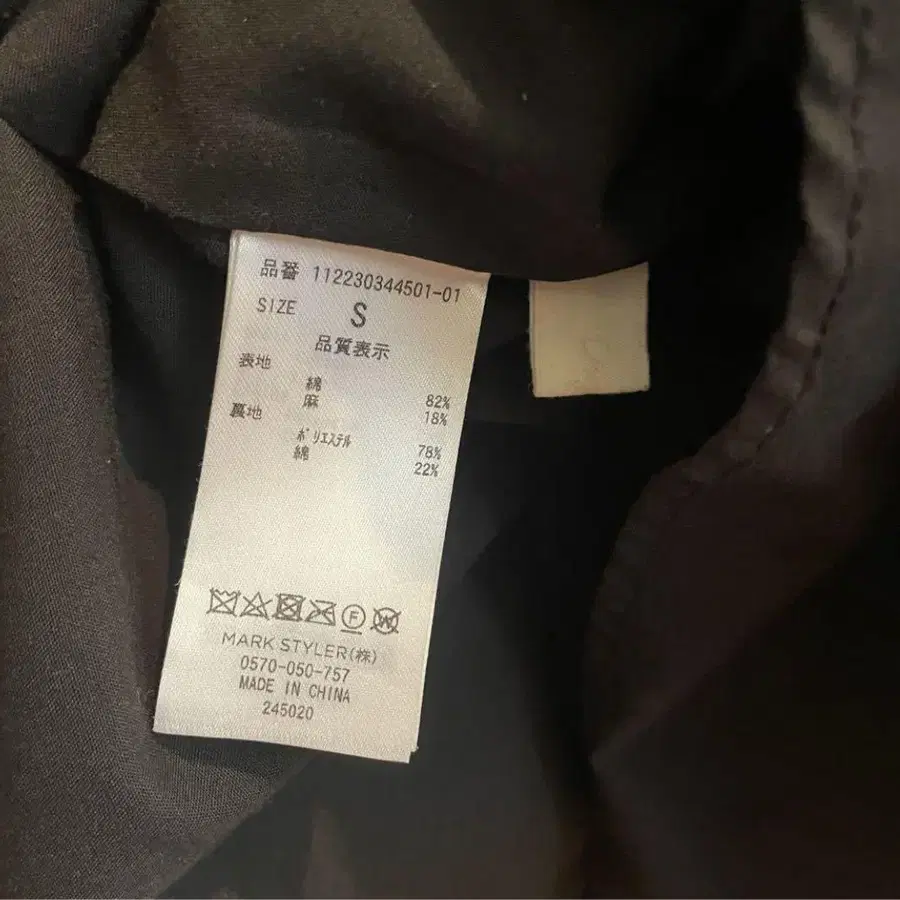 品番 112230344501-01
SIZE S
品質表示
表地
綿 82%
麻 18%
裏地
ポリエステル 78%
綿 22%
F W
MARK STYLER(株)
0570-050-757
MADE IN CHINA
245020